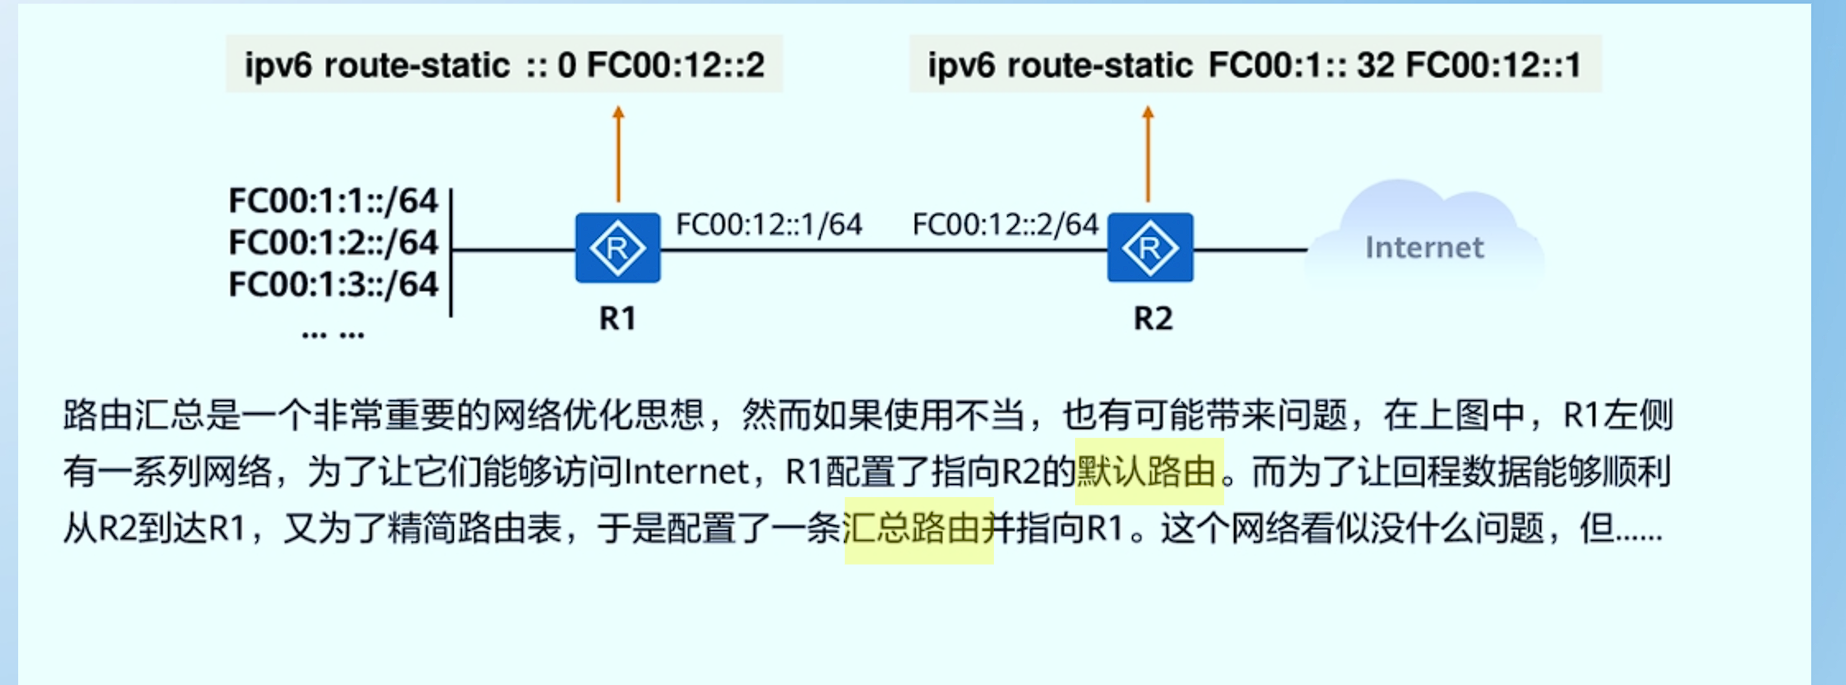 ipv6 route-static :: 0 FC00:12::2
ipv6 route-static FC00:1:: 32 FC00:12::1
FC00:1:1::/64
FC00:1:2::/64
FC00:1:3::/64
... ...
FC00:12::1/64
FC00:12::2/64
R
R
Internet
R1
R2
路由汇总是一个非常重要的网络优化思想，然而如果使用不当，也有可能带来问题，在上图中，R1左侧
有一系列网络，为了让它们能够访问Internet，R1配置了指向R2的默认路由。而为了让回程数据能够顺利
从R2到达R1，又为了精简路由表，于是配置了一条汇总路由并指向R1。这个网络看似没什么问题，但......